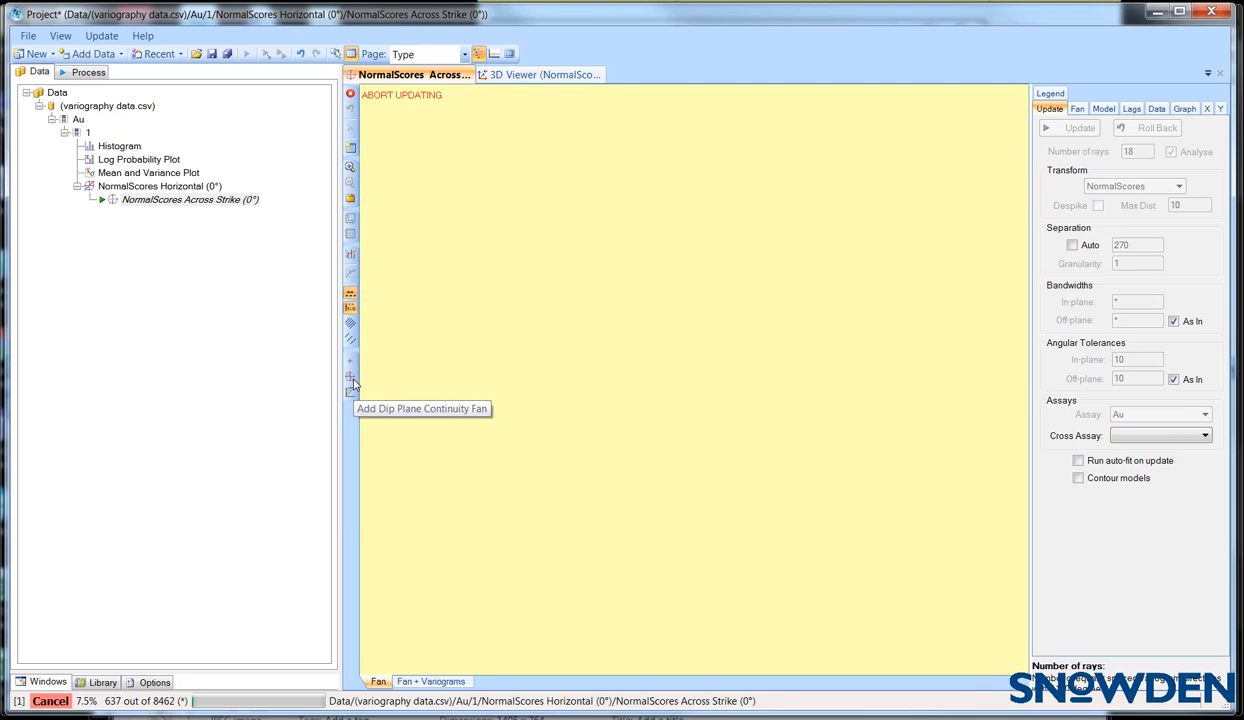 Project* (Data/(variography data.csv)/Au/1/NormalScores Horizontal (0°)/NormalScores Across Strike (0°))
File View Update Help
New Add Data Recent Page: Type
Data Process
NormalScores Across... 3D Viewer (NormalSco...
Legend
Update Fan Model Lags Data Graph X Y
ABORT UPDATING
Data
(variography data.csv)
Au
1
Histogram
Log Probability Plot
Mean and Variance Plot
NormalScores Horizontal (0°)
NormalScores Across Strike (0°)
Add Dip Plane Continuity Fan
Update Roll Back
Number of rays: 18 Analyse
Transform
NormalScores
Despike Max Dist. 10
Separation
Auto 270
Granularity: 1
Bandwidths
In-plane: *
Off-plane: * As In
Angular Tolerances
In-plane: 10
Off-plane: 10 As In
Assays
Assay: Au
Cross Assay:
Run auto-fit on update
Contour models
Number of rays:
SNOWDEN
Fan Fan + Variograms
Windows Library Options
[1] Cancel 7.5% 637 out of 8462 (*) Data/(variography data.csv)/Au/1/NormalScores Horizontal (0°)/NormalScores Across Strike (0°)